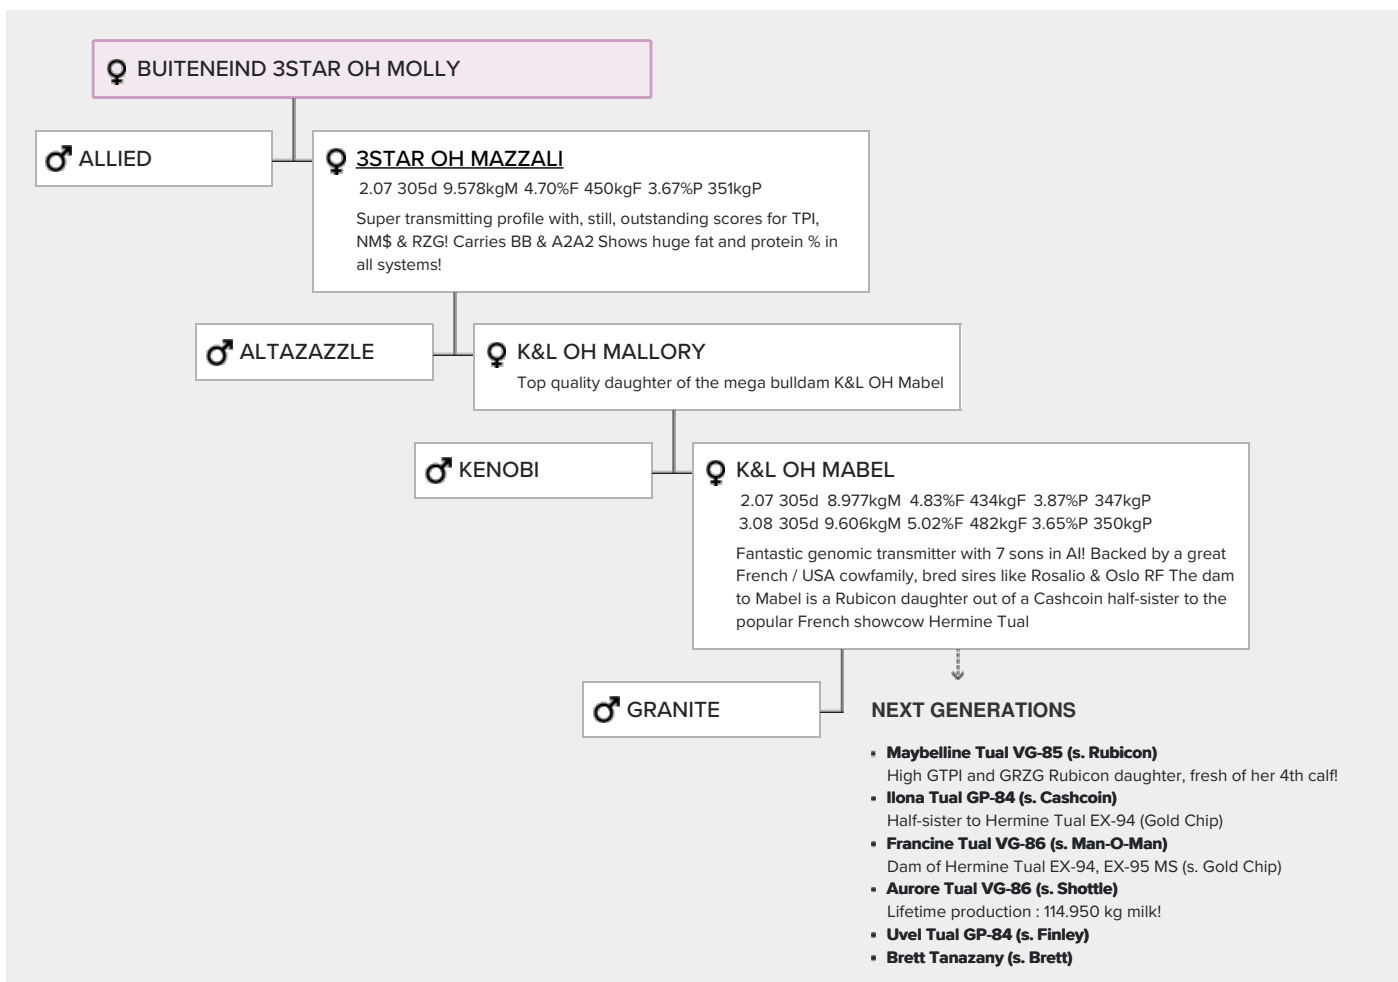 BUITENEIND 3STAR OH MOLLY
ALLIED
3STAR OH MAZZALI
2.07 305d 9.578kgM 4.70%F 450kgF 3.67%P 351kgP
Super transmitting profile with, still, outstanding scores for TPI,
NM$ & RZG! Carries BB & A2A2 Shows huge fat and protein % in
all systems!
ALTAZAZZLE
K&L OH MALLORY
Top quality daughter of the mega bulldam K&L OH Mabel
KENOBI
K&L OH MABEL
2.07 305d 8.977kgM 4.83%F 434kgF 3.87%P 347kgP
3.08 305d 9.606kgM 5.02%F 482kgF 3.65%P 350kgP
Fantastic genomic transmitter with 7 sons in AI! Backed by a great
French / USA cowfamily, bred sires like Rosalio & Oslo RF The dam
to Mabel is a Rubicon daughter out of a Cashcoin half-sister to the
popular French showcow Hermine Tual
GRANITE
NEXT GENERATIONS
Maybelline Tual VG-85 (s. Rubicon)
High GTPI and GRZG Rubicon daughter, fresh of her 4th calf!
Ilona Tual GP-84 (s. Cashcoin)
Half-sister to Hermine Tual EX-94 (Gold Chip)
Francine Tual VG-86 (s. Man-O-Man)
Dam of Hermine Tual EX-94, EX-95 MS (s. Gold Chip)
Aurore Tual VG-86 (s. Shottle)
Lifetime production : 114.950 kg milk!
Uvel Tual GP-84 (s. Finley)
Brett Tanazany (s. Brett)